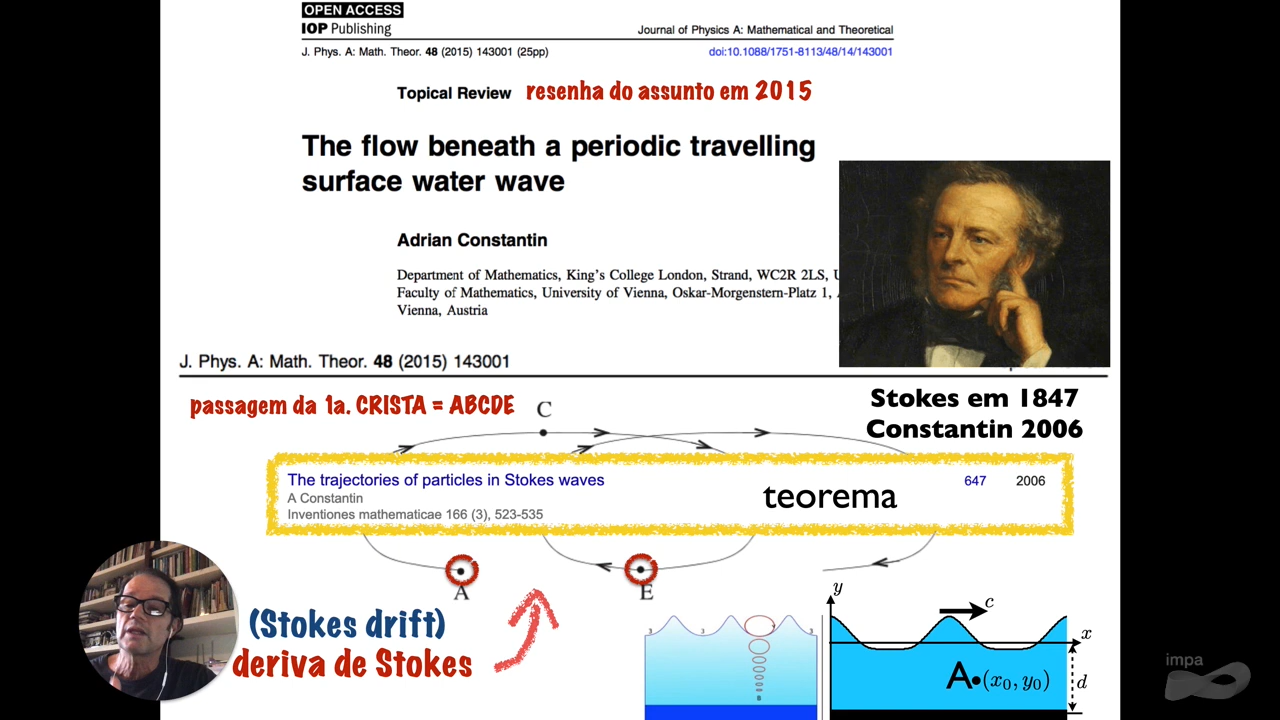 OPEN ACCESS
IOP Publishing
Journal of Physics A: Mathematical and Theoretical
J. Phys. A: Math. Theor. 48 (2015) 143001 (25pp)
doi:10.1088/1751-8113/48/14/143001
Topical Review
resenha do assunto em 2015
The flow beneath a periodic travelling
surface water wave
Adrian Constantin
Department of Mathematics, King's College London, Strand, WC2R 2LS,
Faculty of Mathematics, University of Vienna, Oskar-Morgenstern-Platz 1,
Vienna, Austria
J. Phys. A: Math. Theor. 48 (2015) 143001
passagem da 1a. CRISTA = ABCDE
C
Stokes em 1847
Constantin 2006
The trajectories of particles in Stokes waves
647
2006
A Constantin
teorema
Inventiones mathematicae 166 (3), 523-535
A
E
(Stokes drift)
deriva de Stokes
y
c
x
A•(x₀, y₀)
d
impa